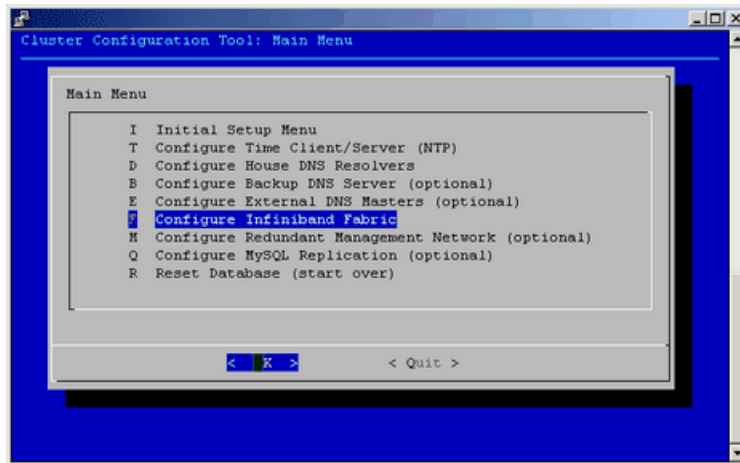 Cluster Configuration Tool: Main Menu
Main Menu
I Initial Setup Menu
T Configure Time Client/Server (NTP)
D Configure House DNS Resolvers
B Configure Backup DNS Server (optional)
E Configure External DNS Masters (optional)
F Configure Infiniband Fabric
M Configure Redundant Management Network (optional)
Q Configure MySQL Replication (optional)
R Reset Database (start over)
< K > < Quit >